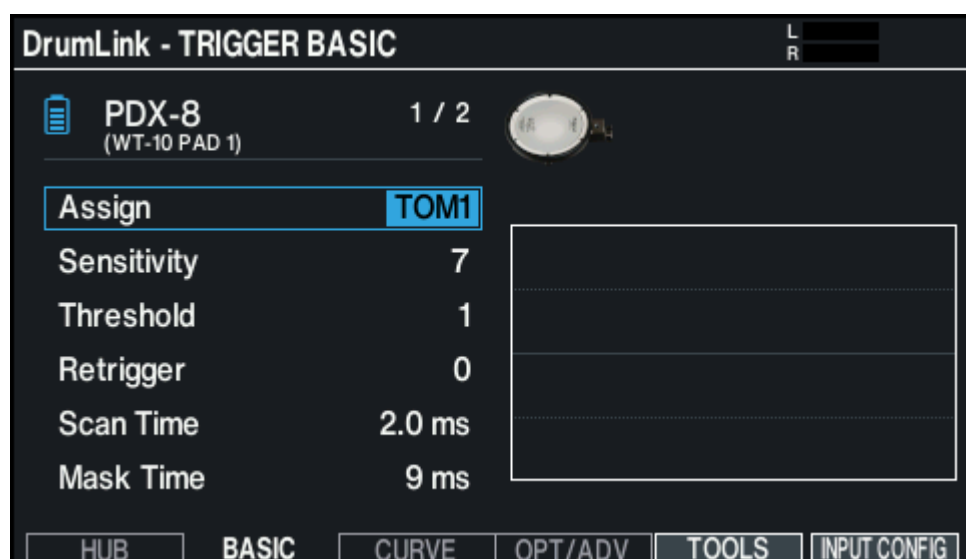 DrumLink - TRIGGER BASIC
L
R
PDX-8 1 / 2
(WT-10 PAD 1)
Assign TOM1
Sensitivity 7
Threshold 1
Retrigger 0
Scan Time 2.0 ms
Mask Time 9 ms
HUB BASIC CURVE OPT/ADV TOOLS INPUT CONFIG